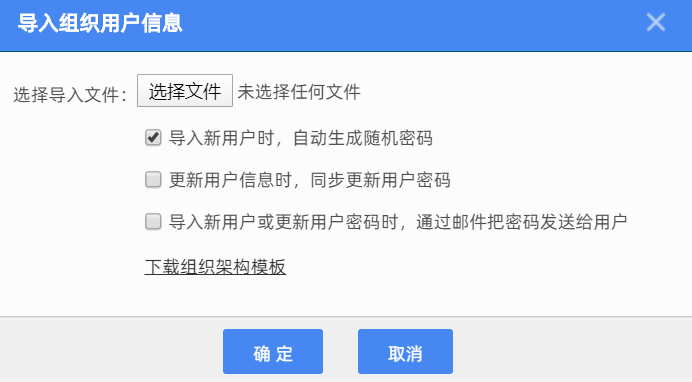 导入组织用户信息
选择导入文件：选择文件 未选择任何文件
导入新用户时，自动生成随机密码
更新用户信息时，同步更新用户密码
导入新用户或更新用户密码时，通过邮件把密码发送给用户
下载组织架构模板
确 定 取消